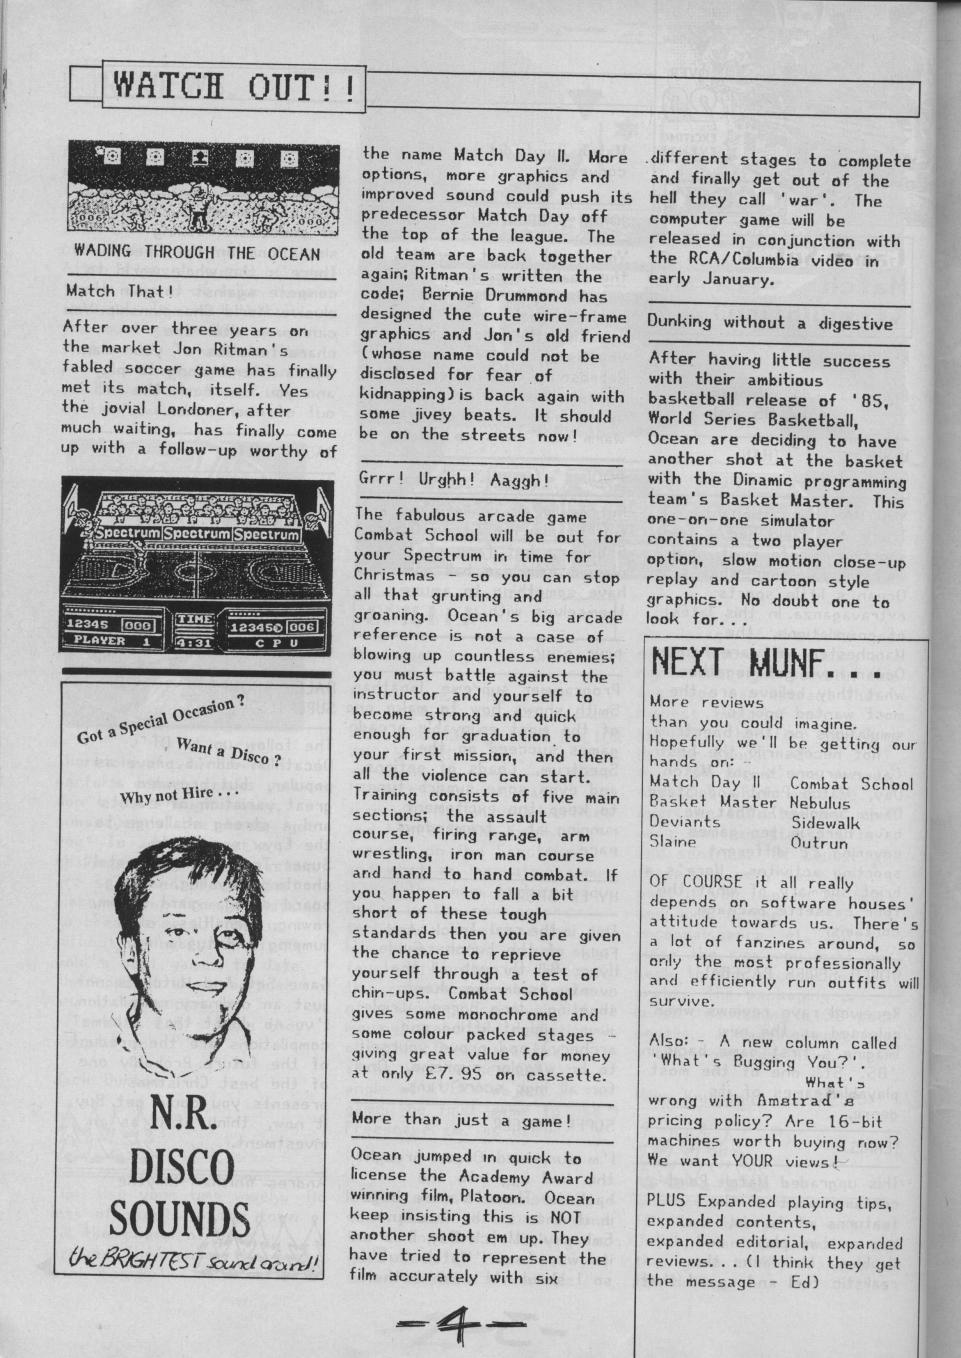 WATCH OUT!!
WADING THROUGH THE OCEAN
Match That!
After over three years on
the market Jon Ritman's
fabled soccer game has finally
met its match, itself. Yes
the jovial Londoner, after
much waiting, has finally come
up with a follow-up worthy of
Spectrum Spectrum Spectrum
12345 000
PLAYER 1
TIME
4:31
12345© 006
C P U
Got a Special Occasion?
Want a Disco?
Why not Hire...
N.R.
DISCO
SOUNDS
the BRIGHTEST sound around!
the name Match Day II. More
options, more graphics and
improved sound could push its
predecessor Match Day off
the top of the league. The
old team are back together
again; Ritman's written the
code; Bernie Drummond has
designed the cute wire-frame
graphics and Jon's old friend
(whose name could not be
disclosed for fear of
kidnapping)is back again with
some jivey beats. It should
be on the streets now!
Grrr! Urghh! Aaggh!
The fabulous arcade game
Combat School will be out for
your Spectrum in time for
Christmas - so you can stop
all that grunting and
groaning. Ocean's big arcade
reference is not a case of
blowing up countless enemies;
you must battle against the
instructor and yourself to
become strong and quick
enough for graduation to
your first mission, and then
all the violence can start.
Training consists of five main
sections; the assault
course, firing range, arm
wrestling, iron man course
and hand to hand combat. If
you happen to fall a bit
short of these tough
standards then you are given
the chance to reprieve
yourself through a test of
chin-ups. Combat School
gives some monochrome and
some colour packed stages -
giving great value for money
at only £7.95 on cassette.
More than just a game!
Ocean jumped in quick to
license the Academy Award
winning film, Platoon. Ocean
keep insisting this is NOT
another shoot em up. They
have tried to represent the
film accurately with six
different stages to complete
and finally get out of the
hell they call 'war'. The
computer game will be
released in conjunction with
the RCA/Columbia video in
early January.
Dunking without a digestive
After having little success
with their ambitious
basketball release of '85,
World Series Basketball,
Ocean are deciding to have
another shot at the basket
with the Dinamic programming
team's Basket Master. This
one-on-one simulator
contains a two player
option, slow motion close-up
replay and cartoon style
graphics. No doubt one to
look for...
NEXT MUNF...
More reviews
than you could imagine.
Hopefully we'll be getting our
hands on: -
Match Day II Combat School
Basket Master Nebulus
Deviants Sidewalk
Slaine Outrun
OF COURSE it all really
depends on software houses'
attitude towards us. There's
a lot of fanzines around, so
only the most professionally
and efficiently run outfits will
survive.
Also: - A new column called
'What's Bugging You?'.
What's
wrong with Amstrad's
pricing policy? Are 16-bit
machines worth buying now?
We want YOUR views!
PLUS Expanded playing tips,
expanded contents,
expanded editorial, expanded
reviews...(I think they get
the message - Ed)
-4-